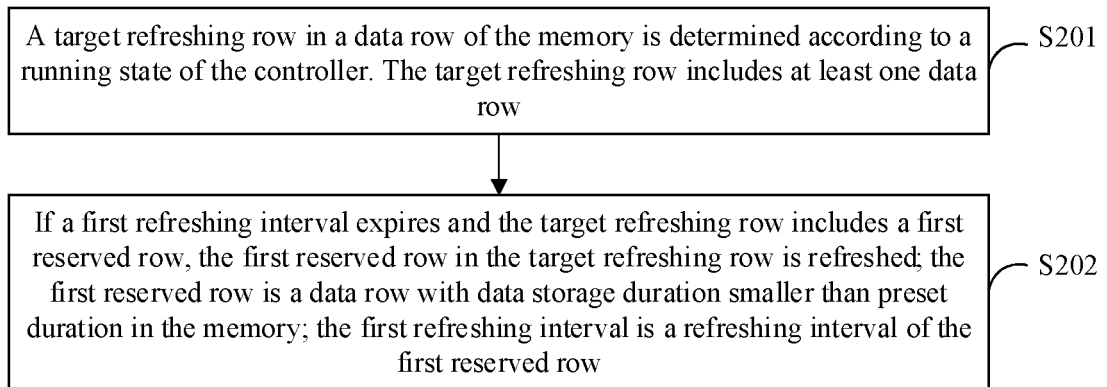 A target refreshing row in a data row of the memory is determined according to a
running state of the controller. The target refreshing row includes at least one data
row
S201
If a first refreshing interval expires and the target refreshing row includes a first
reserved row, the first reserved row in the target refreshing row is refreshed; the
first reserved row is a data row with data storage duration smaller than preset
duration in the memory; the first refreshing interval is a refreshing interval of the
first reserved row
S202